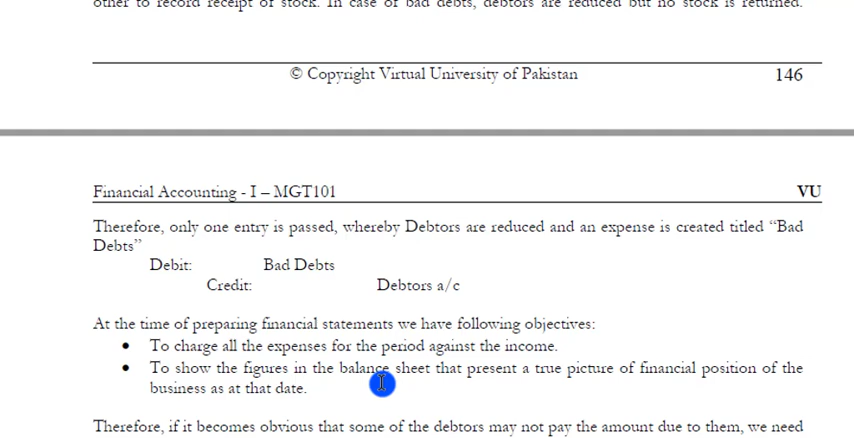 other to record receipt of stock. In case of bad debts, debtors are reduced but no stock is returned.
© Copyright Virtual University of Pakistan 146
Financial Accounting - I – MGT101 VU
Therefore, only one entry is passed, whereby Debtors are reduced and an expense is created titled “Bad
Debts”
Debit: Bad Debts
Credit: Debtors a/c
At the time of preparing financial statements we have following objectives:
• To charge all the expenses for the period against the income.
• To show the figures in the balance sheet that present a true picture of financial position of the
business as at that date.
Therefore, if it becomes obvious that some of the debtors may not pay the amount due to them, we need